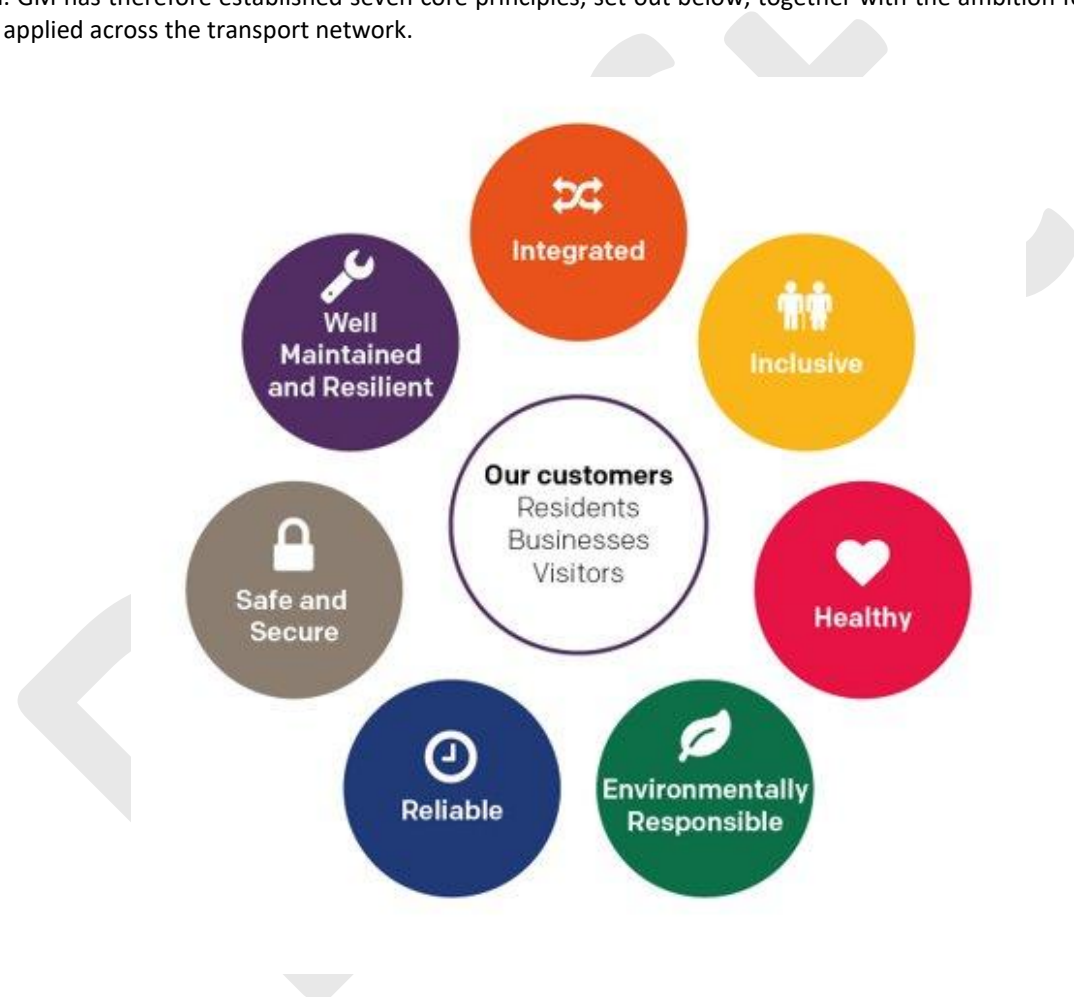 GM has therefore established seven core principles, set out below, together with the ambition
applied across the transport network.
Integrated
Well
Maintained
and Resilient
Inclusive
Our customers
Residents
Businesses
Visitors
Safe and
Secure
Healthy
Reliable
Environmentally
Responsible